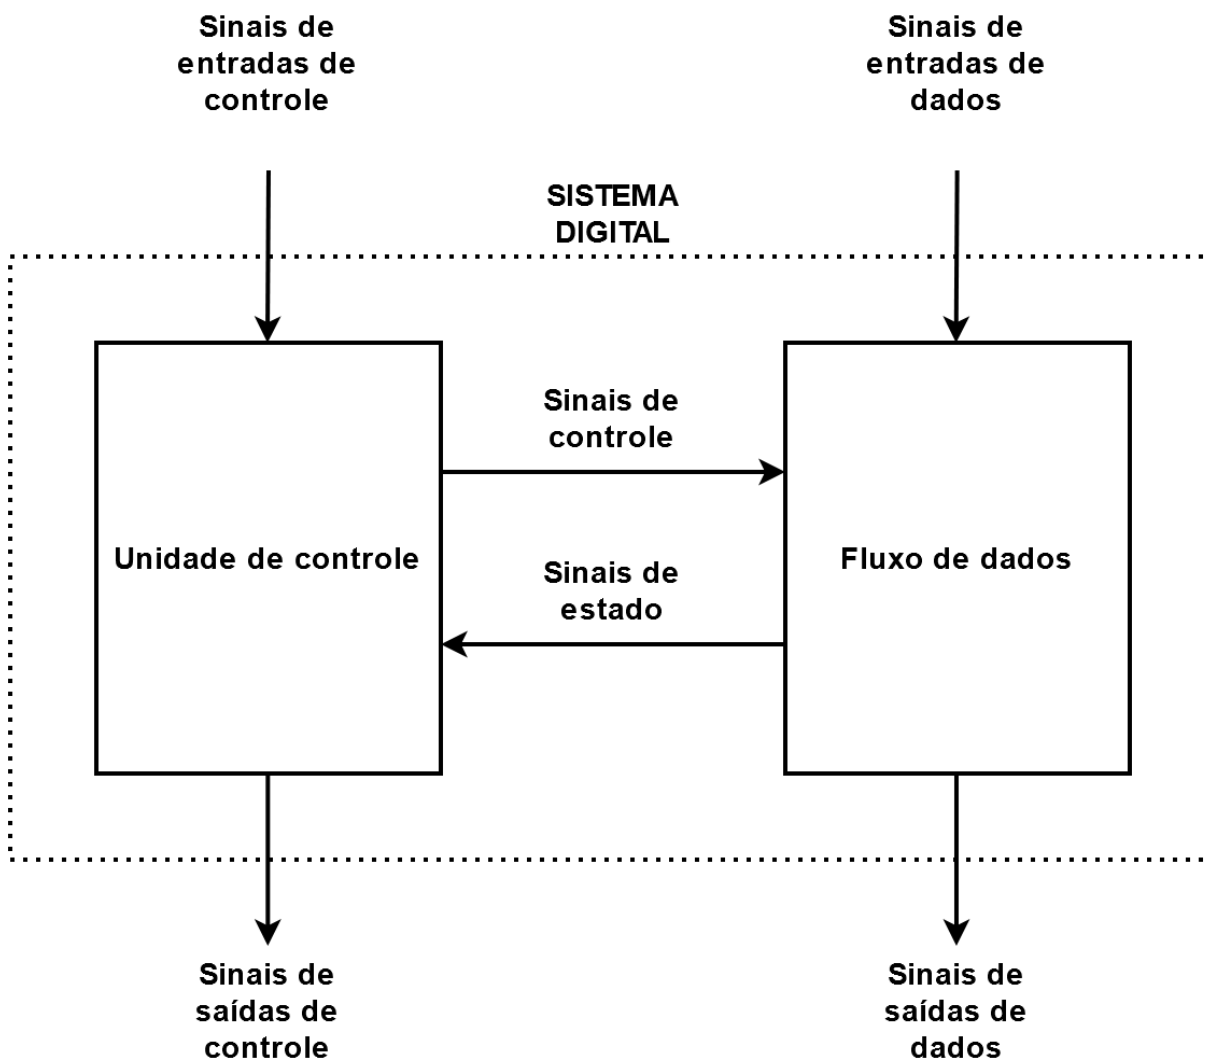 Sinais de
entradas de
controle
Sinais de
entradas de
dados
SISTEMA
DIGITAL
Sinais de
controle
Unidade de controle
Fluxo de dados
Sinais de
estado
Sinais de
saídas de
controle
Sinais de
saídas de
dados